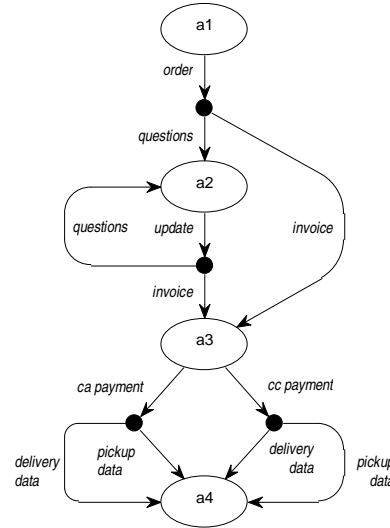 a1
order
questions
a2
questions
update
invoice
invoice
a3
ca payment
cc payment
delivery
data
pickup
data
delivery
data
pickup
data
a4